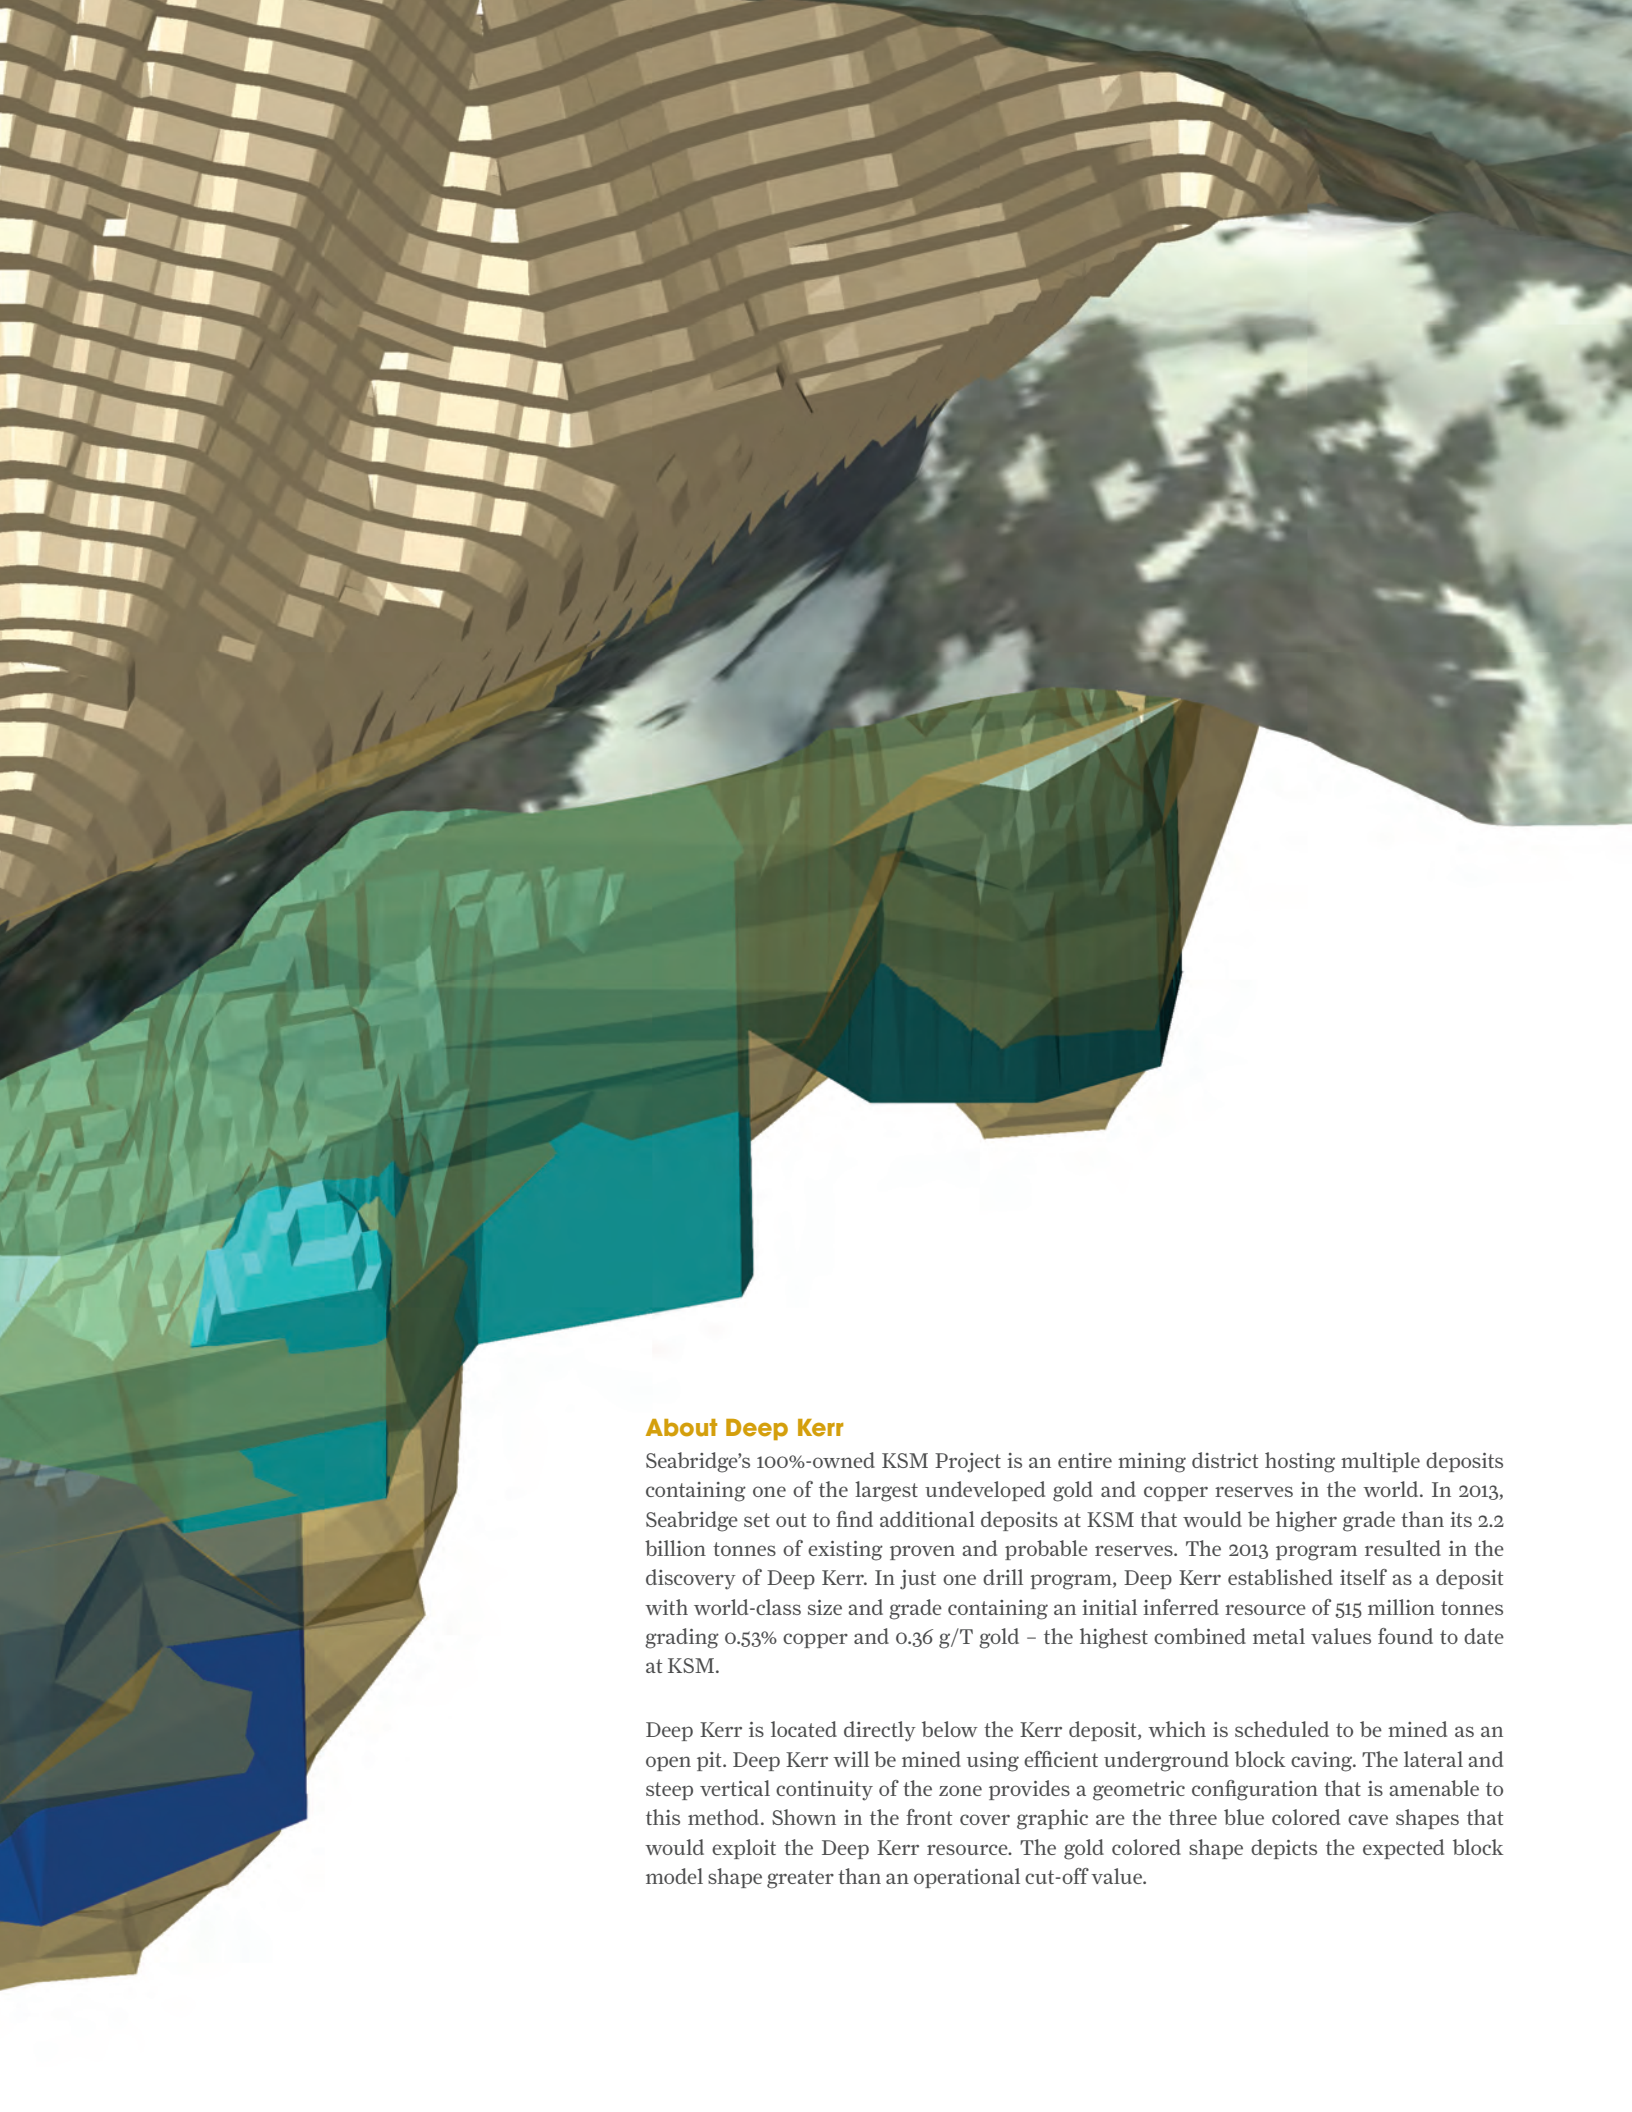 About Deep Kerr
Seabridge’s 100%-owned KSM Project is an entire mining district hosting multiple deposits
containing one of the largest undeveloped gold and copper reserves in the world. In 2013,
Seabridge set out to find additional deposits at KSM that would be higher grade than its 2.2
billion tonnes of existing proven and probable reserves. The 2013 program resulted in the
discovery of Deep Kerr. In just one drill program, Deep Kerr established itself as a deposit
with world-class size and grade containing an initial inferred resource of 515 million tonnes
grading 0.53% copper and 0.36 g/T gold – the highest combined metal values found to date
at KSM.
Deep Kerr is located directly below the Kerr deposit, which is scheduled to be mined as an
open pit. Deep Kerr will be mined using efficient underground block caving. The lateral and
steep vertical continuity of the zone provides a geometric configuration that is amenable to
this method. Shown in the front cover graphic are the three blue colored cave shapes that
would exploit the Deep Kerr resource. The gold colored shape depicts the expected block
model shape greater than an operational cut-off value.